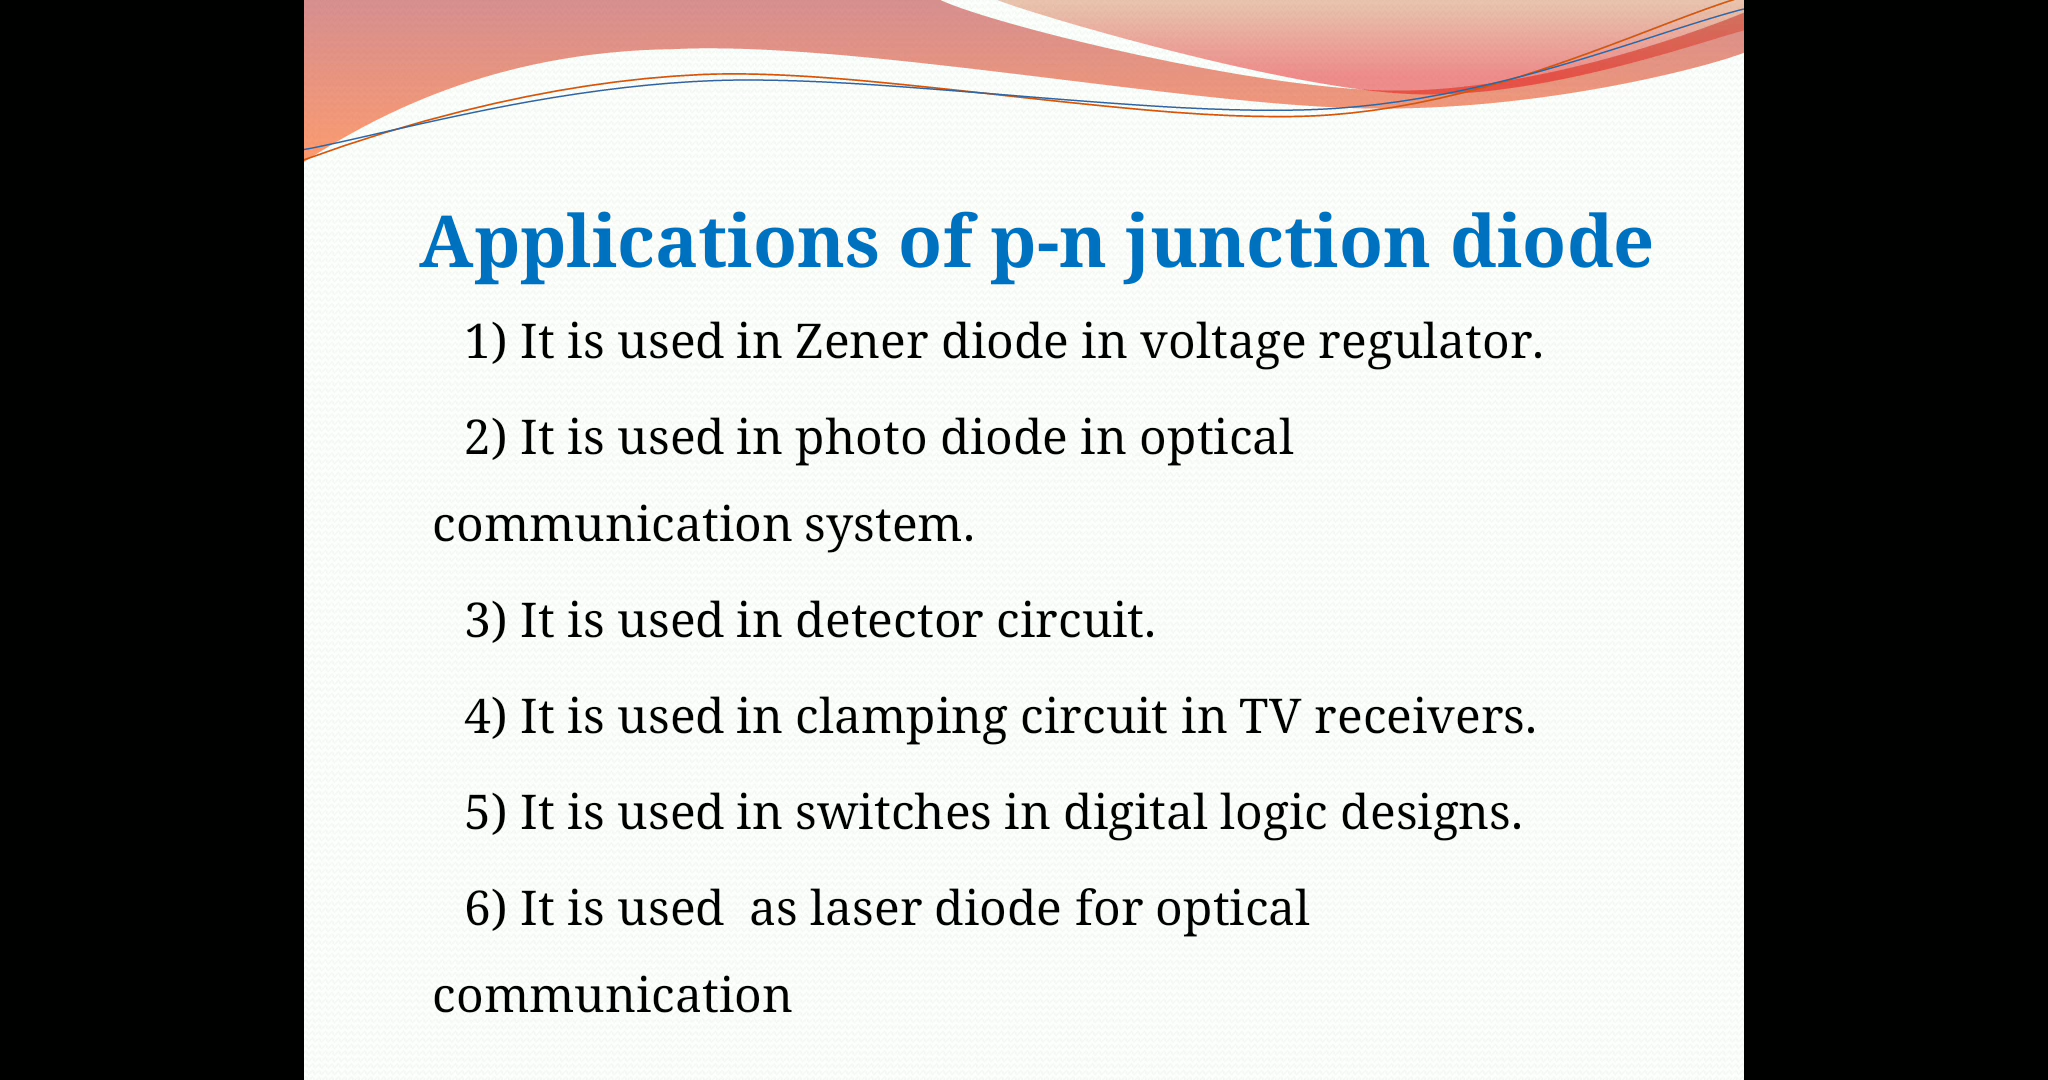 Applications of p-n junction diode
1) It is used in Zener diode in voltage regulator.
2) It is used in photo diode in optical
communication system.
3) It is used in detector circuit.
4) It is used in clamping circuit in TV receivers.
5) It is used in switches in digital logic designs.
6) It is used  as laser diode for optical
communication